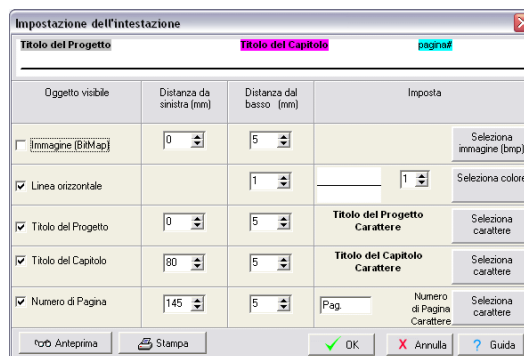 Impostazione dell'intestazione
Titolo del Progetto Titolo del Capitolo pagina#
Oggetto visibile Distanza da sinistra (mm) Distanza dal basso (mm) Imposta
Immagine (BitMap) 0 5 Seleziona immagine (bmp)
Linea orizzontale 1 1 Seleziona colore
Titolo del Progetto 0 5 Titolo del Progetto Carattere Seleziona carattere
Titolo del Capitolo 80 5 Titolo del Capitolo Carattere Seleziona carattere
Numero di Pagina 145 5 Pag. Numero di Pagina Carattere Seleziona carattere
Anteprima Stampa OK X Annulla ? Guida